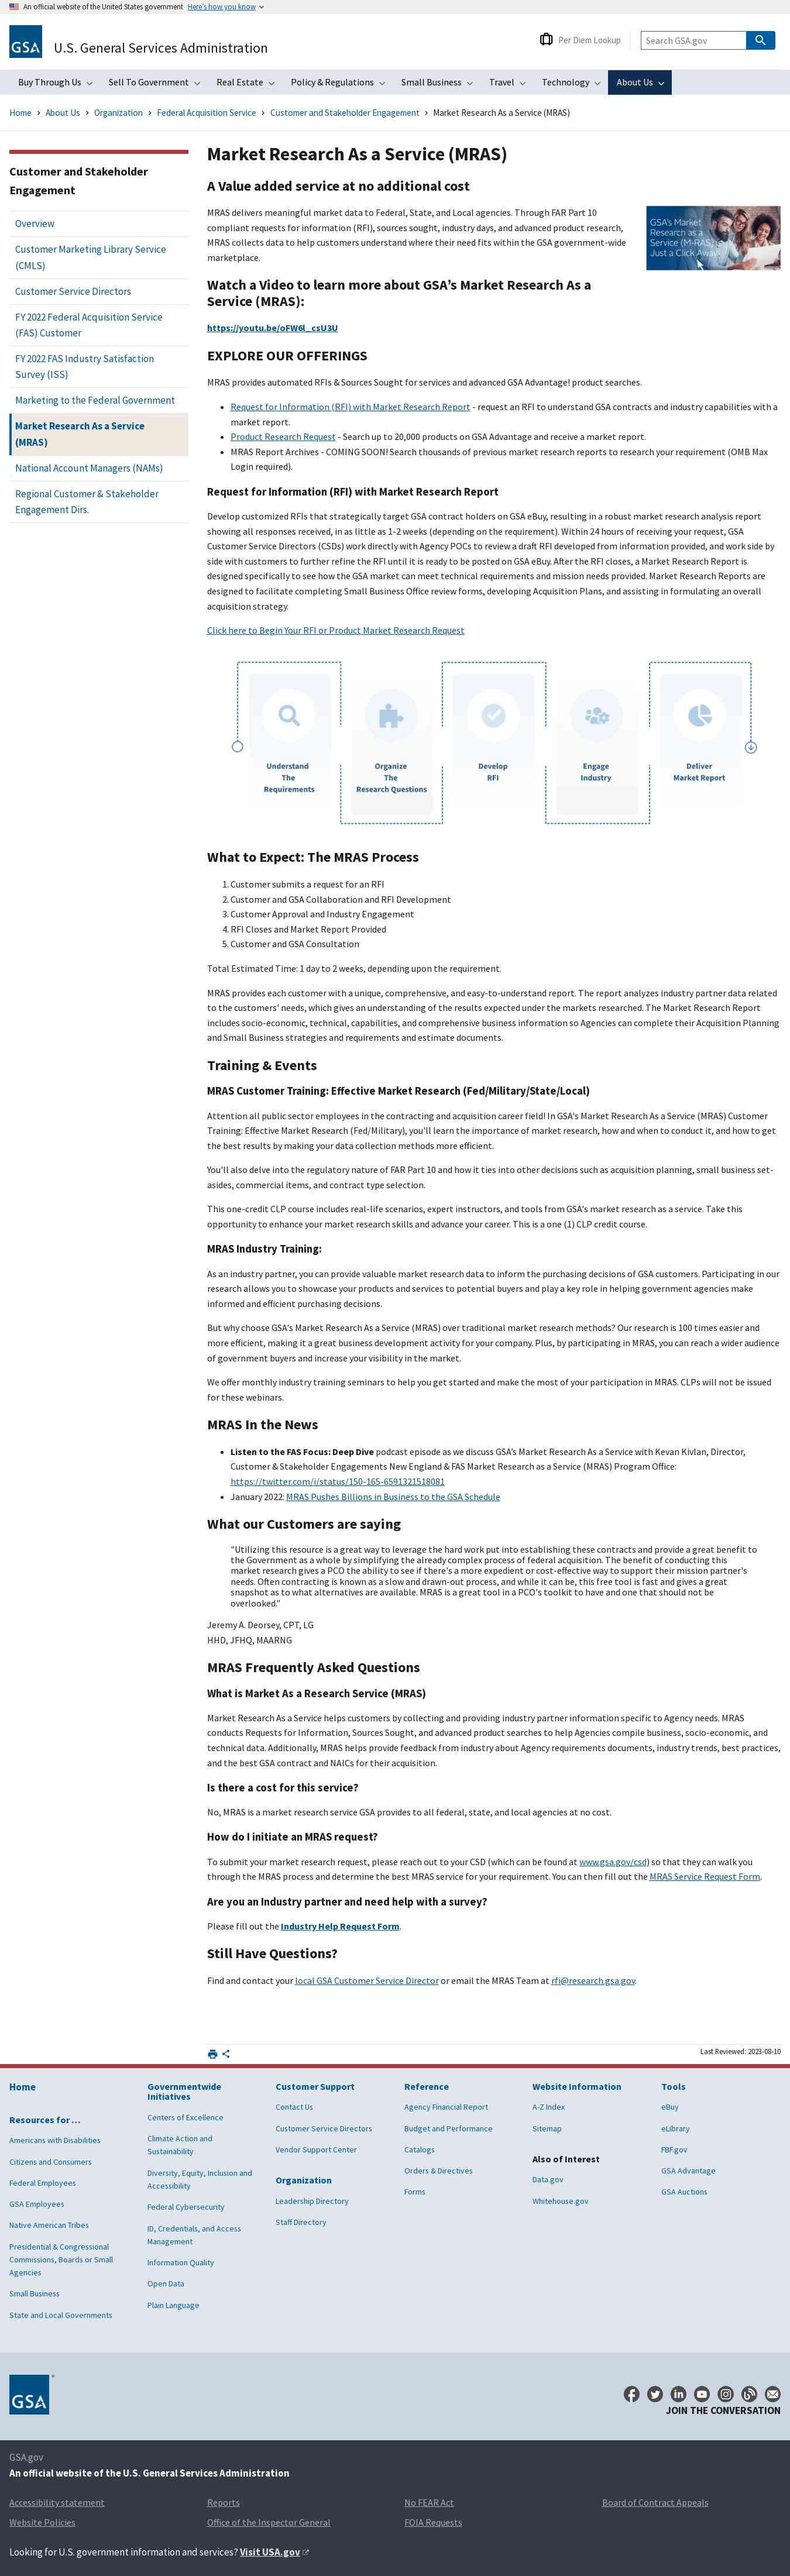 An official website of the United States government Here's how you know
GSA
U.S. General Services Administration
Per Diem Lookup
Search GSA.gov
Buy Through Us
Sell To Government
Real Estate
Policy & Regulations
Small Business
Travel
Technology
About Us
Home › About Us › Organization › Federal Acquisition Service › Customer and Stakeholder Engagement › Market Research As a Service (MRAS)
Customer and Stakeholder
Engagement
Overview
Customer Marketing Library Service
(CMLS)
Customer Service Directors
FY 2022 Federal Acquisition Service
(FAS) Customer
FY 2022 FAS Industry Satisfaction
Survey (ISS)
Marketing to the Federal Government
Market Research As a Service
(MRAS)
National Account Managers (NAMs)
Regional Customer & Stakeholder
Engagement Dirs.
Market Research As a Service (MRAS)
A Value added service at no additional cost
MRAS delivers meaningful market data to Federal, State, and Local agencies. Through FAR Part 10
compliant requests for information (RFI), sources sought, industry days, and advanced product research,
MRAS collects data to help customers understand where their need fits within the GSA government-wide
marketplace.
GSA's Market
Research as a
Service (M-RAS)
Just a Click Away
Watch a Video to learn more about GSA’s Market Research As a
Service (MRAS):
https://youtu.be/oFW6l_csU3U
EXPLORE OUR OFFERINGS
MRAS provides automated RFIs & Sources Sought for services and advanced GSA Advantage! product searches.
• Request for Information (RFI) with Market Research Report - request an RFI to understand GSA contracts and industry capabilities with a
market report.
• Product Research Request - Search up to 20,000 products on GSA Advantage and receive a market report.
• MRAS Report Archives - COMING SOON! Search thousands of previous market research reports to research your requirement (OMB Max
Login required).
Request for Information (RFI) with Market Research Report
Develop customized RFIs that strategically target GSA contract holders on GSA eBuy, resulting in a robust market research analysis report
showing all responses received, in as little as 1-2 weeks (depending on the requirement). Within 24 hours of receiving your request, GSA
Customer Service Directors (CSDs) work directly with Agency POCs to review a draft RFI developed from information provided, and work side by
side with customers to further refine the RFI until it is ready to be posted on GSA eBuy. After the RFI closes, a Market Research Report is
designed specifically to see how the GSA market can meet technical requirements and mission needs provided. Market Research Reports are
designed to facilitate completing Small Business Office review forms, developing Acquisition Plans, and assisting in formulating an overall
acquisition strategy.
Click here to Begin Your RFI or Product Market Research Request
Understand
The
Requirements
Organize
The
Research Questions
Develop
RFI
Engage
Industry
Deliver
Market Report
What to Expect: The MRAS Process
1. Customer submits a request for an RFI
2. Customer and GSA Collaboration and RFI Development
3. Customer Approval and Industry Engagement
4. RFI Closes and Market Report Provided
5. Customer and GSA Consultation
Total Estimated Time: 1 day to 2 weeks, depending upon the requirement.
MRAS provides each customer with a unique, comprehensive, and easy-to-understand report. The report analyzes industry partner data related
to the customers' needs, which gives an understanding of the results expected under the markets researched. The Market Research Report
includes socio-economic, technical, capabilities, and comprehensive business information so Agencies can complete their Acquisition Planning
and Small Business strategies and requirements and estimate documents.
Training & Events
MRAS Customer Training: Effective Market Research (Fed/Military/State/Local)
Attention all public sector employees in the contracting and acquisition career field! In GSA's Market Research As a Service (MRAS) Customer
Training: Effective Market Research (Fed/Military), you'll learn the importance of market research, how and when to conduct it, and how to get
the best results by making your data collection methods more efficient.
You'll also delve into the regulatory nature of FAR Part 10 and how it ties into other decisions such as acquisition planning, small business set-
asides, commercial items, and contract type selection.
This one-credit CLP course includes real-life scenarios, expert instructors, and tools from GSA's market research as a service. Take this
opportunity to enhance your market research skills and advance your career. This is a one (1) CLP credit course.
MRAS Industry Training:
As an industry partner, you can provide valuable market research data to inform the purchasing decisions of GSA customers. Participating in our
research allows you to showcase your products and services to potential buyers and play a key role in helping government agencies make
informed and efficient purchasing decisions.
But why choose GSA's Market Research As a Service (MRAS) over traditional market research methods? Our research is 100 times easier and
more efficient, making it a great business development activity for your company. Plus, by participating in MRAS, you can reach a wider audience
of government buyers and increase your visibility in the market.
We offer monthly industry training seminars to help you get started and make the most of your participation in MRAS. CLPs will not be issued
for these webinars.
MRAS In the News
• Listen to the FAS Focus: Deep Dive podcast episode as we discuss GSA’s Market Research As a Service with Kevan Kivlan, Director,
Customer & Stakeholder Engagements New England & FAS Market Research as a Service (MRAS) Program Office:
https://twitter.com/i/status/150-165-6591321518081
• January 2022: MRAS Pushes Billions in Business to the GSA Schedule
What our Customers are saying
"Utilizing this resource is a great way to leverage the hard work put into establishing these contracts and provide a great benefit to
the Government as a whole by simplifying the already complex process of federal acquisition. The benefit of conducting this
market research gives a PCO the ability to see if there's a more expedient or cost-effective way to support their mission partner's
needs. Often contracting is known as a slow and drawn-out process, and while it can be, this free tool is fast and gives a great
snapshot as to what alternatives are available. MRAS is a great tool in a PCO's toolkit to have and one that should not be
overlooked."
Jeremy A. Deorsey, CPT, LG
HHD, JFHQ, MAARNG
MRAS Frequently Asked Questions
What is Market As a Research Service (MRAS)
Market Research As a Service helps customers by collecting and providing industry partner information specific to Agency needs. MRAS
conducts Requests for Information, Sources Sought, and advanced product searches to help Agencies compile business, socio-economic, and
technical data. Additionally, MRAS helps provide feedback from industry about Agency requirements documents, industry trends, best practices,
and the best GSA contract and NAICs for their acquisition.
Is there a cost for this service?
No, MRAS is a market research service GSA provides to all federal, state, and local agencies at no cost.
How do I initiate an MRAS request?
To submit your market research request, please reach out to your CSD (which can be found at www.gsa.gov/csd) so that they can walk you
through the MRAS process and determine the best MRAS service for your requirement. You can then fill out the MRAS Service Request Form.
Are you an Industry partner and need help with a survey?
Please fill out the Industry Help Request Form.
Still Have Questions?
Find and contact your local GSA Customer Service Director or email the MRAS Team at rfi@research.gsa.gov.
Last Reviewed: 2023-08-10
Home
Resources for …
Americans with Disabilities
Citizens and Consumers
Federal Employees
GSA Employees
Native American Tribes
Presidential & Congressional
Commissions, Boards or Small
Agencies
Small Business
State and Local Governments
Governmentwide
Initiatives
Centers of Excellence
Climate Action and
Sustainability
Diversity, Equity, Inclusion and
Accessibility
Federal Cybersecurity
ID, Credentials, and Access
Management
Information Quality
Open Data
Plain Language
Customer Support
Contact Us
Customer Service Directors
Vendor Support Center
Organization
Leadership Directory
Staff Directory
Reference
Agency Financial Report
Budget and Performance
Catalogs
Orders & Directives
Forms
Website Information
A-Z Index
Sitemap
Also of Interest
Data.gov
Whitehouse.gov
Tools
eBuy
eLibrary
FBF.gov
GSA Advantage
GSA Auctions
GSA
JOIN THE CONVERSATION
GSA.gov
An official website of the U.S. General Services Administration
Accessibility statement
Reports
No FEAR Act
Board of Contract Appeals
Website Policies
Office of the Inspector General
FOIA Requests
Looking for U.S. government information and services? Visit USA.gov